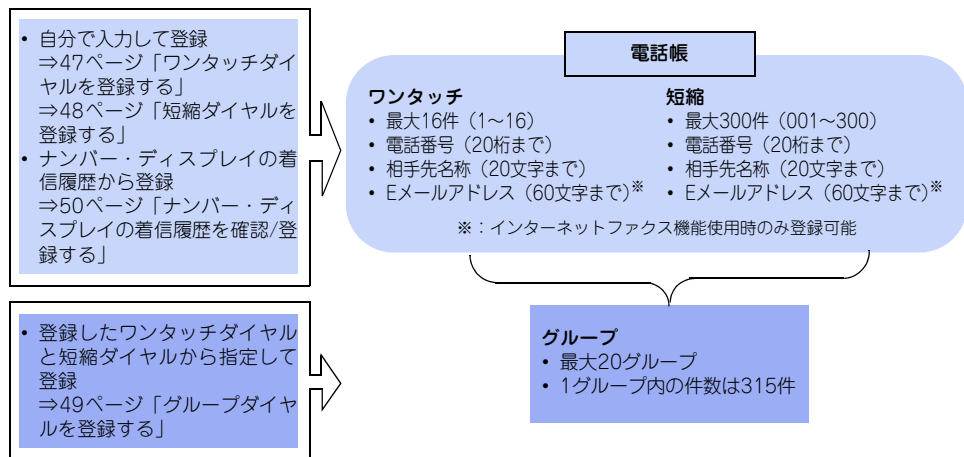 • 自分で入力して登録
⇒47ページ「ワンタッチダイ
ヤルを登録する」
⇒48ページ「短縮ダイヤルを
登録する」
• ナンバー・ディスプレイの着
信履歴から登録
⇒50ページ「ナンバー・ディ
スプレイの着信履歴を確認/登
録する」
電話帳
ワンタッチ
• 最大16件（1～16）
• 電話番号（20桁まで）
• 相手先名称（20文字まで）
• Eメールアドレス（60文字まで）※
短縮
• 最大300件（001～300）
• 電話番号（20桁まで）
• 相手先名称（20文字まで）
• Eメールアドレス（60文字まで）※
※：インターネットファクス機能使用時のみ登録可能
• 登録したワンタッチダイヤル
と短縮ダイヤルから指定して
登録
⇒49ページ「グループダイヤ
ルを登録する」
グループ
• 最大20グループ
• 1グループ内の件数は315件